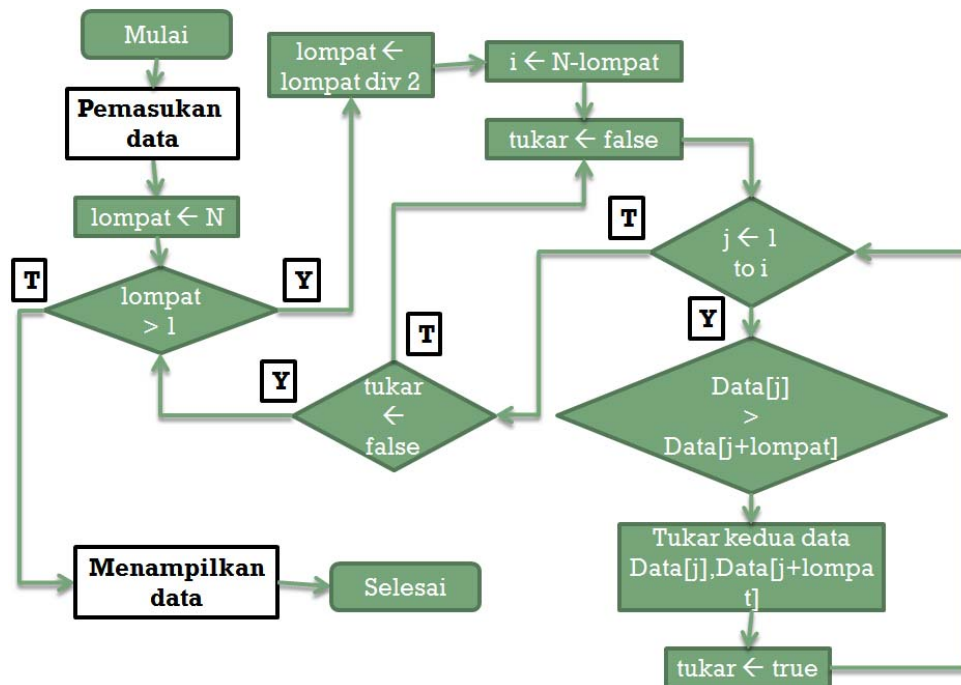 Mulai
Pemasukan
data
lompat ← N
lompat
> 1
T
Y
lompat ←
lompat div 2
i ← N-lompat
tukar ← false
j ← 1
to i
T
Y
Data[j]
>
Data[j+lompat]
Tukar kedua data
Data[j],Data[j+lompa
t]
tukar ← true
tukar
←
false
T
Y
Menampilkan
data
Selesai